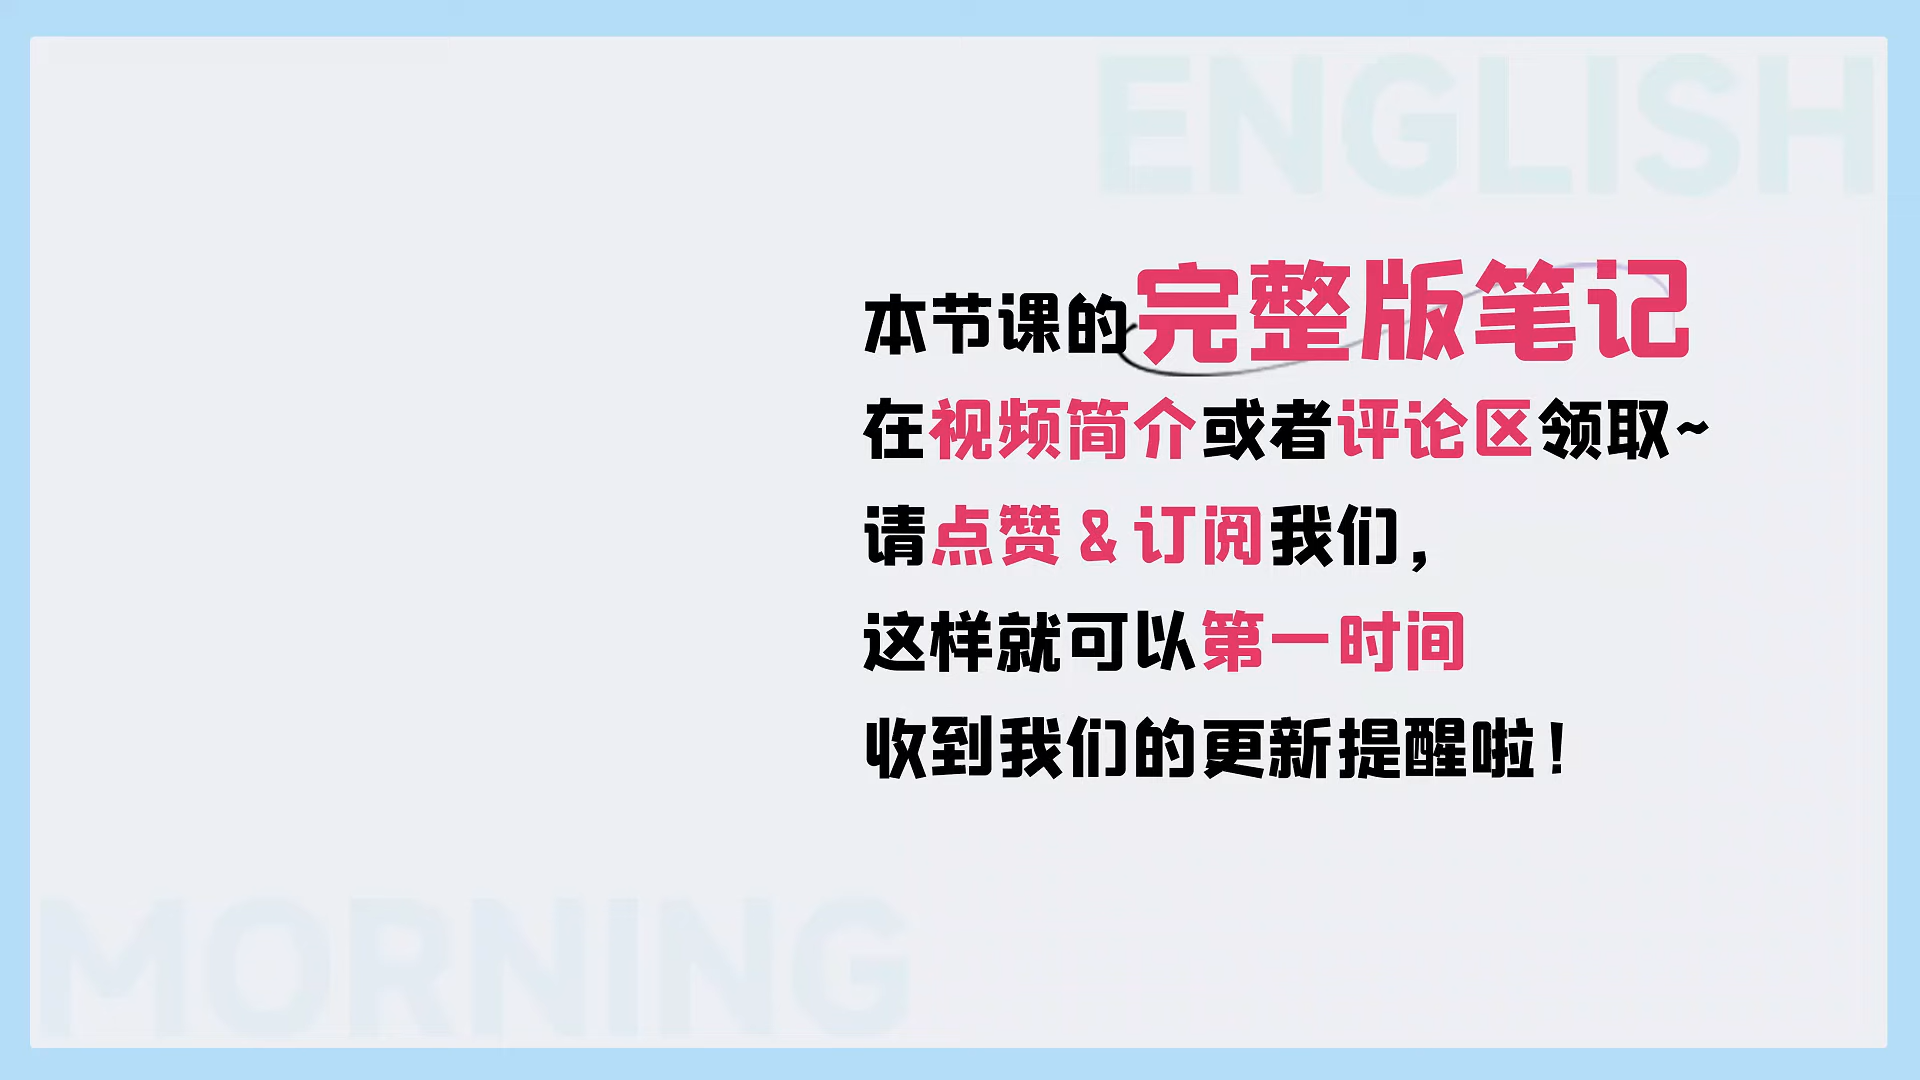 ENGLISH
本节课的完整版笔记
在视频简介或者评论区领取~
请点赞&订阅我们，
这样就可以第一时间
收到我们的更新提醒啦！
MORNING